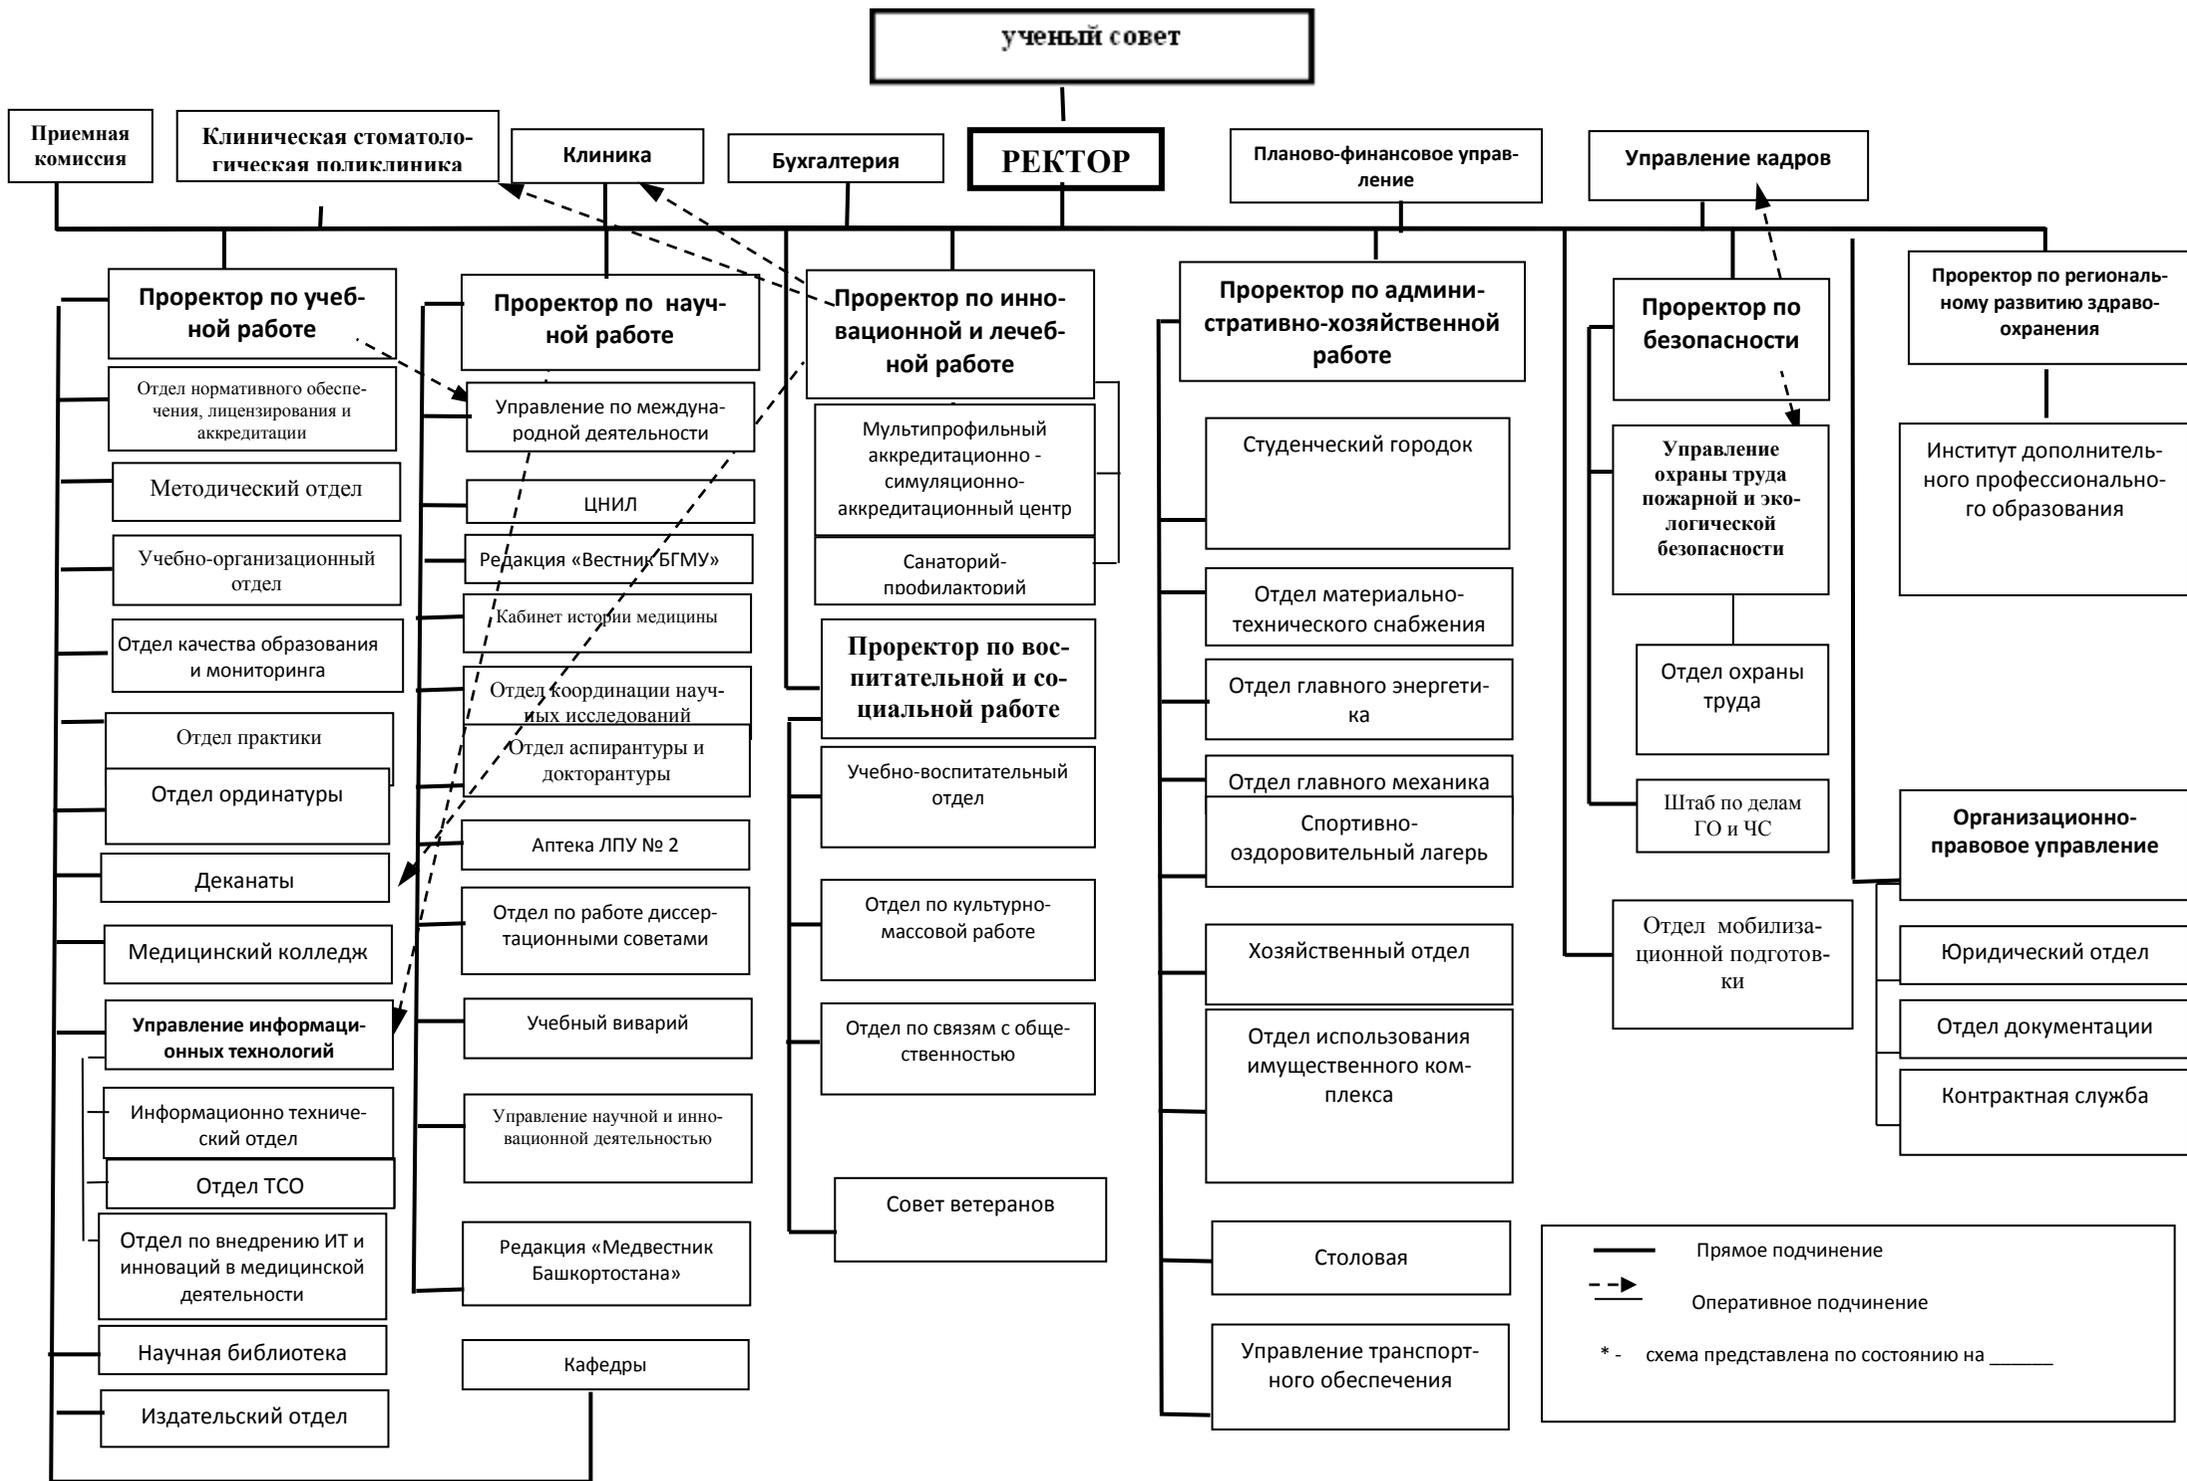 ученый совет
Приемная
комиссия
Клиническая стоматоло-
гическая поликлиника
Клиника
Бухгалтерия
РЕКТОР
Планово-финансовое управ-
ление
Управление кадров
Проректор по учеб-
ной работе
Отдел нормативного обеспе-
чения, лицензирования и
аккредитации
Методический отдел
Учебно-организационный
отдел
Отдел качества образования
и мониторинга
Отдел практики
Отдел ординатуры
Деканаты
Медицинский колледж
Управление информаци-
онных технологий
Информационно техниче-
ский отдел
Отдел ТСО
Отдел по внедрению ИТ и
инноваций в медицинской
деятельности
Научная библиотека
Издательский отдел
Проректор по науч-
ной работе
Управление по междуна-
родной деятельности
ЦНИЛ
Редакция «Вестник БГМУ»
Кабинет истории медицины
Отдел координации науч-
ных исследований
Отдел аспирантуры и
докторантуры
Аптека ЛПУ № 2
Отдел по работе диссер-
тационными советами
Учебный виварий
Управление научной и инно-
вационной деятельностью
Редакция «Медвестник
Башкортостана»
Кафедры
Проректор по инно-
вационной и лечеб-
ной работе
Мультипрофильный
аккредитационно -
симуляционно-
аккредитационный центр
Санаторий-
профилакторий
Проректор по вос-
питательной и со-
циальной работе
Учебно-воспитательный
отдел
Отдел по культурно-
массовой работе
Отдел по связям с обще-
ственностью
Совет ветеранов
Проректор по админи-
стративно-хозяйственной
работе
Студенческий городок
Отдел материально-
технического снабжения
Отдел главного энергети-
ка
Отдел главного механика
Спортивно-
оздоровительный лагерь
Хозяйственный отдел
Отдел использования
имущественного ком-
плекса
Столовая
Управление транспорт-
ного обеспечения
Проректор по
безопасности
Управление
охраны труда
пожарной и эко-
логической
безопасности
Отдел охраны
труда
Штаб по делам
ГО и ЧС
Отдел мобилиза-
ционной подготов-
ки
Проректор по региональ-
ному развитию здраво-
охранения
Институт дополнитель-
ного профессионально-
го образования
Организационно-
правовое управление
Юридический отдел
Отдел документации
Контрактная служба
Прямое подчинение
Оперативное подчинение
* - схема представлена по состоянию на ______